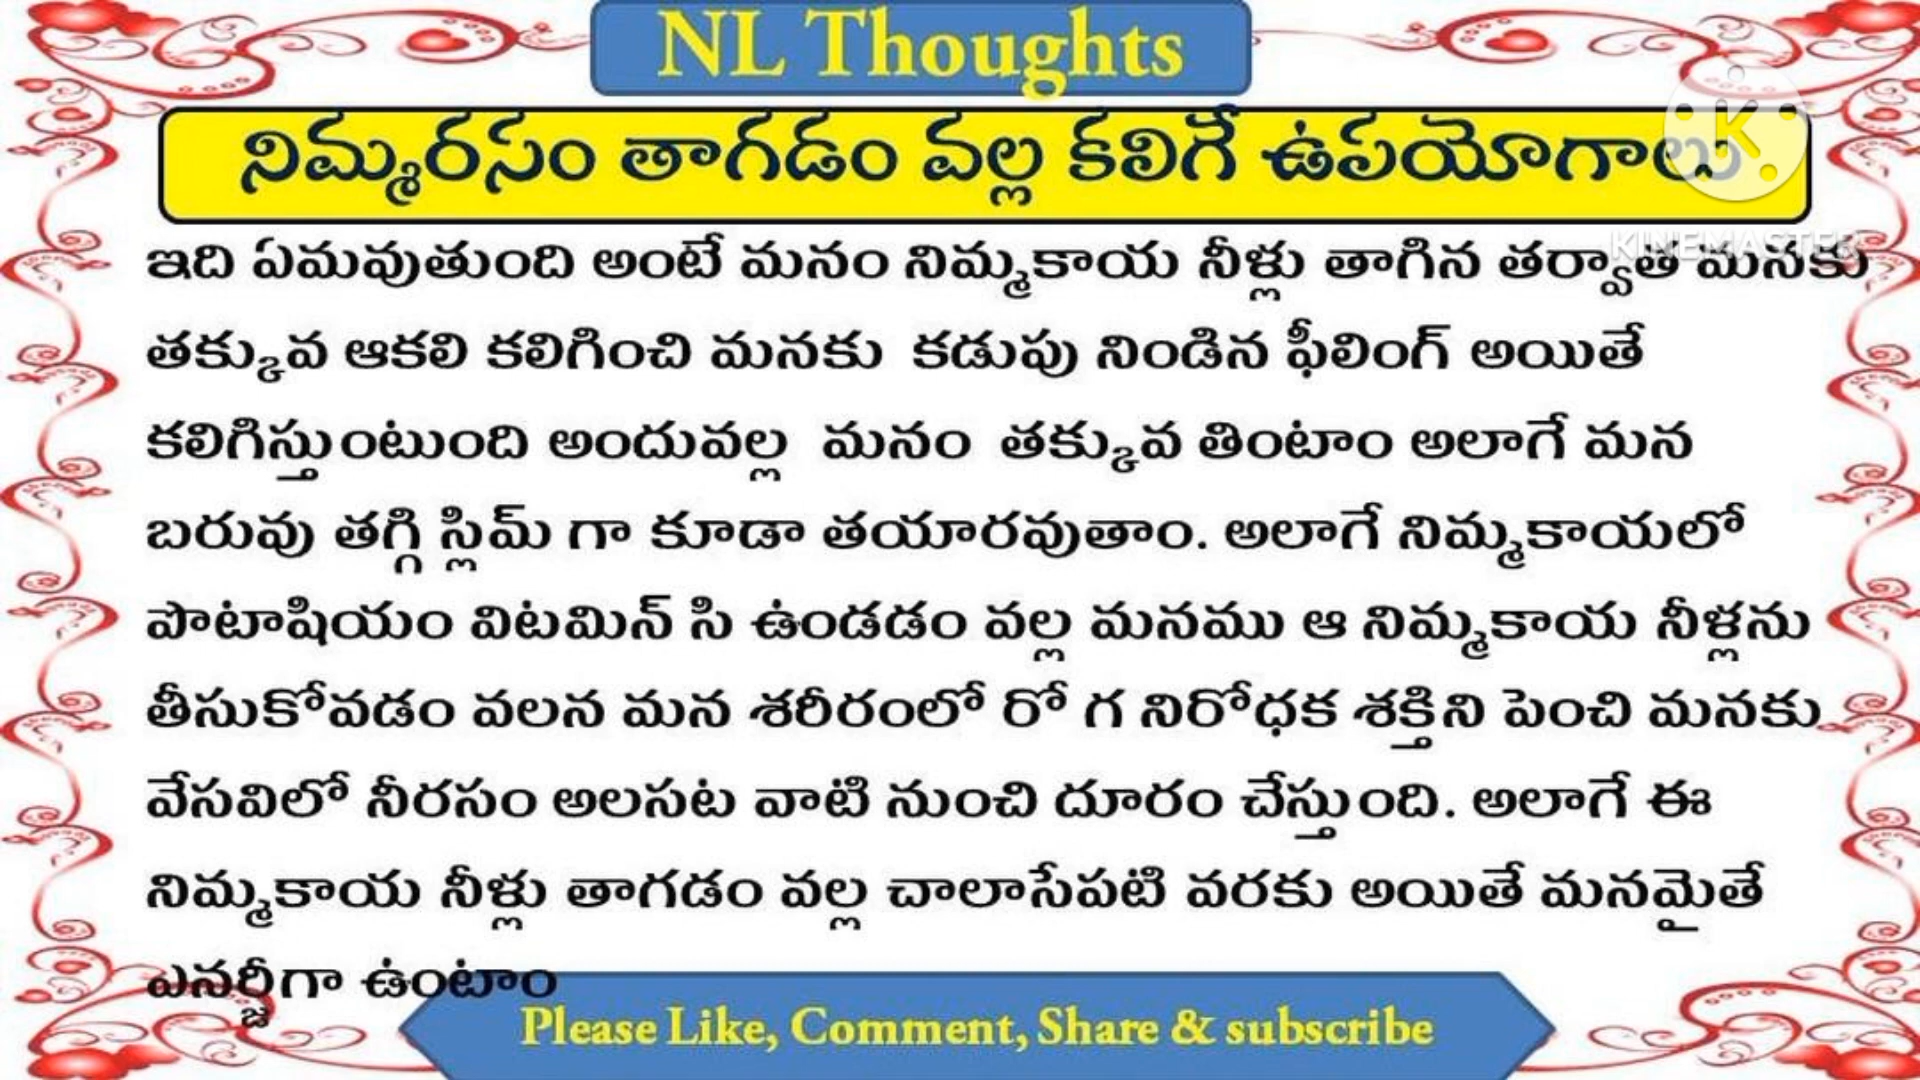 NL Thoughts
నిమ్మరసం తాగడం వల్ల కలిగే ఉపయోగాలు
KINEMASTER
ఇది ఏమవుతుంది అంటే మనం నిమ్మకాయ నీళ్లు తాగిన తర్వాత మనకు
తక్కువ ఆకలి కలిగించి మనకు కడుపు నిండిన ఫీలింగ్ అయితే
కలిగిస్తుంటుంది అందువల్ల మనం తక్కువ తింటాం అలాగే మన
బరువు తగ్గి స్లిమ్ గా కూడా తయారవుతాం. అలాగే నిమ్మకాయలో
పొటాషియం విటమిన్ సి ఉండడం వల్ల మనము ఆ నిమ్మకాయ నీళ్లను
తీసుకోవడం వలన మన శరీరంలో రో గ నిరోధక శక్తిని పెంచి మనకు
వేసవిలో నీరసం అలసట వాటి నుంచి దూరం చేస్తుంది. అలాగే ఈ
నిమ్మకాయ నీళ్లు తాగడం వల్ల చాలాసేపటి వరకు అయితే మనమైతే
ఎనర్జీగా ఉంటాం
Please Like, Comment, Share & subscribe